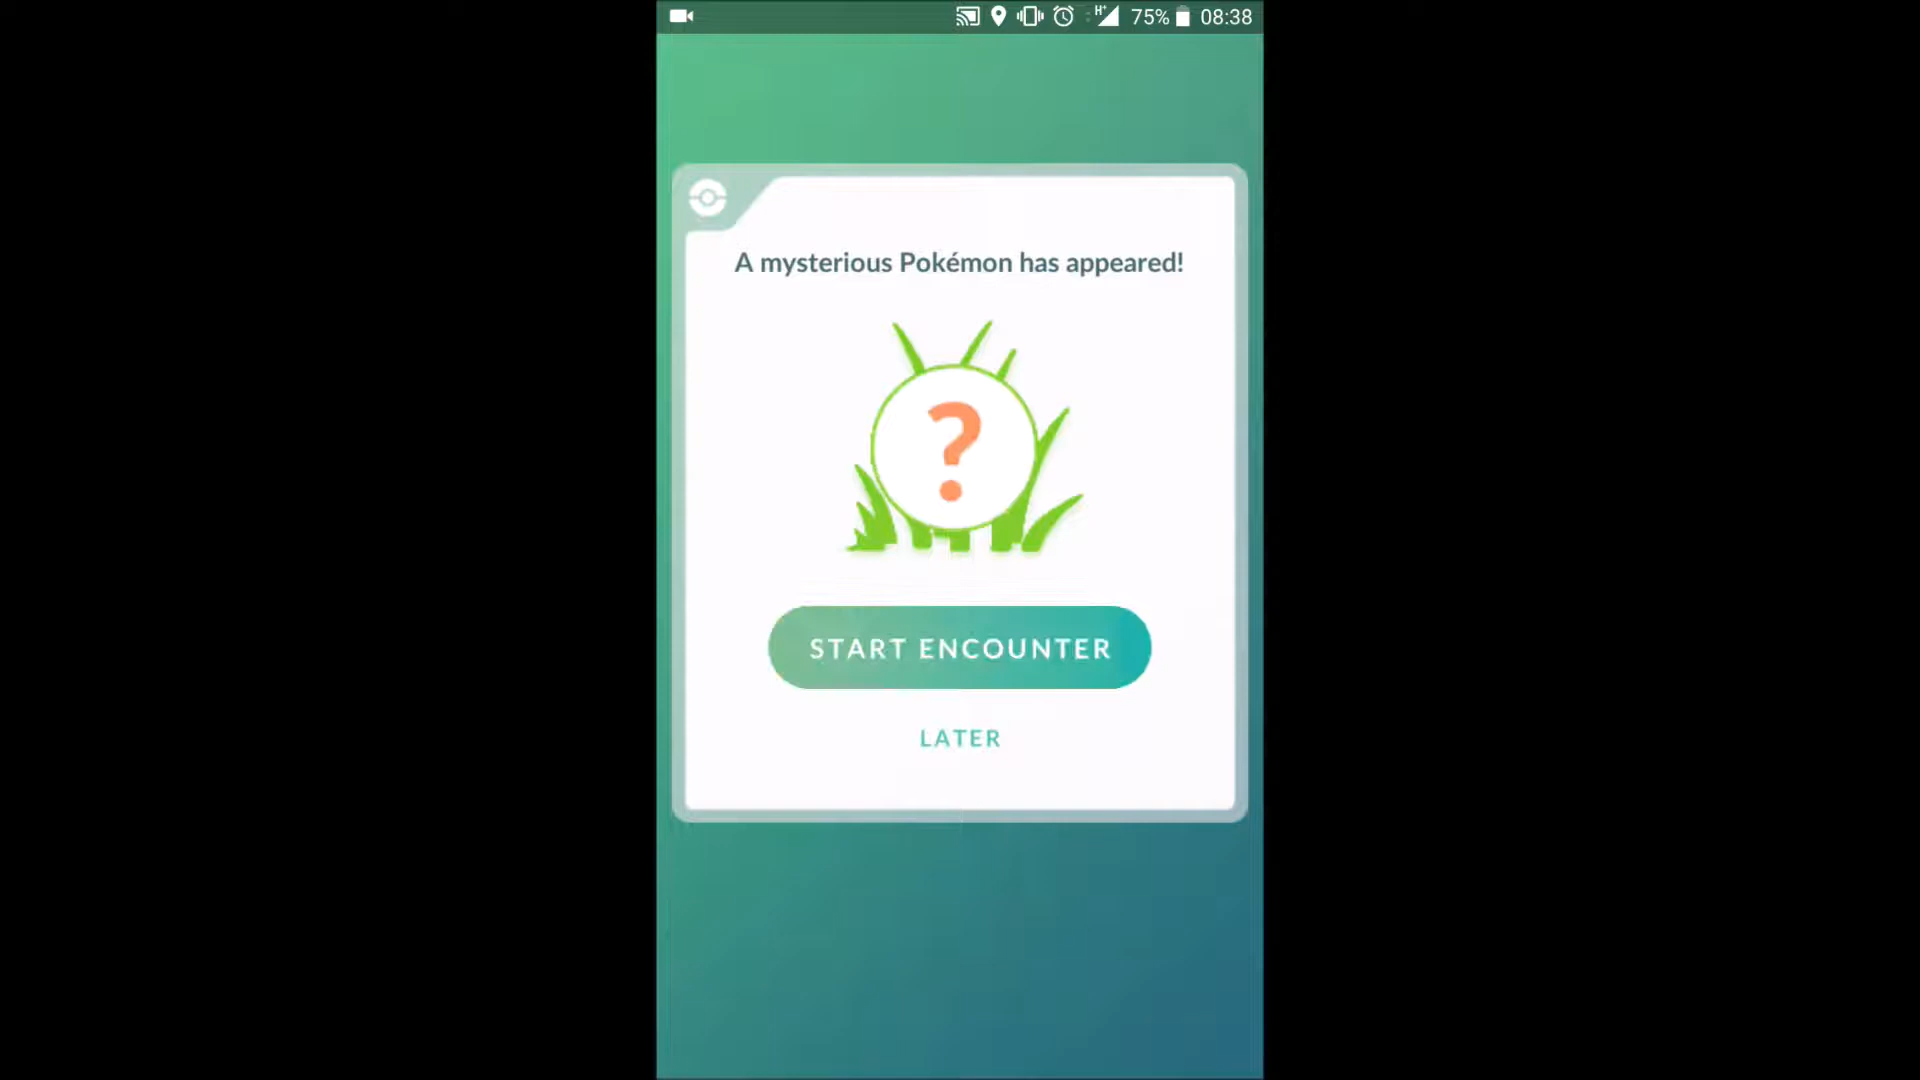 H+ 75% 08:38
A mysterious Pokémon has appeared!
?
START ENCOUNTER
LATER